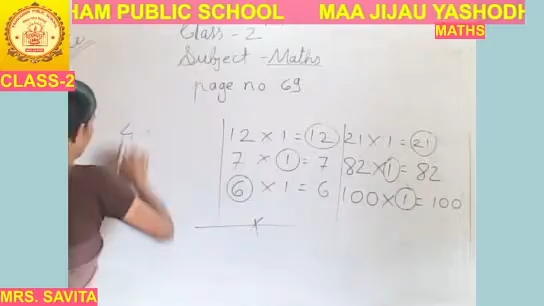 HAM PUBLIC SCHOOL MAA JIJAU YASHODH
MATHS
CLASS-2
Class - 2
Subject - Maths
page no 69
4
12 × 1 = 12
7 × 1 = 7
6 × 1 = 6
21 × 1 = 21
82 × 1 = 82
100 × 1 = 100
MRS. SAVITA